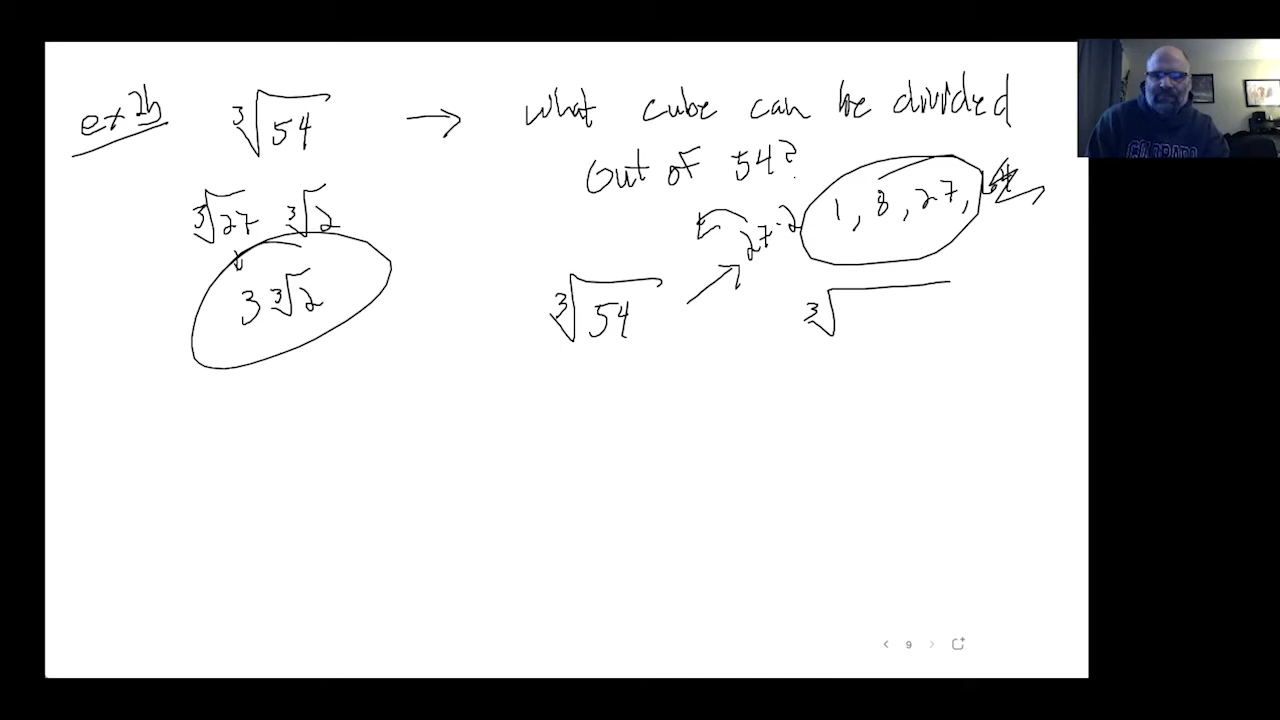 ex 2b ∛54 → what cube can be divided
out of 54?
∛27 ∛2
1, 8, 27,
27·2
3∛2
∛54
∛
COLORADO
9